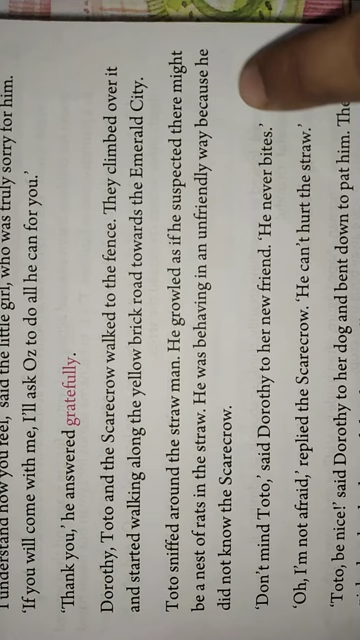 understand how you feel,' said the little girl, who was truly sorry for him.
'If you will come with me, I'll ask Oz to do all he can for you.'
'Thank you,' he answered gratefully.
Dorothy, Toto and the Scarecrow walked to the fence. They climbed over it
and started walking along the yellow brick road towards the Emerald City.
Toto sniffed around the straw man. He growled as if he suspected there might
be a nest of rats in the straw. He was behaving in an unfriendly way because he
did not know the Scarecrow.
'Don't mind Toto,' said Dorothy to her new friend. 'He never bites.'
'Oh, I'm not afraid,' replied the Scarecrow. 'He can't hurt the straw.'
'Toto, be nice!' said Dorothy to her dog and bent down to pat him. The